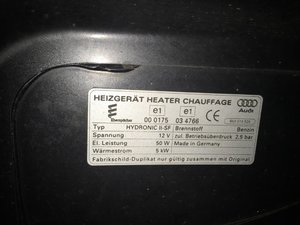 HEIZGERÄT HEATER CHAUFFAGE
e1 e1 CE Audi
Eberspächer 00 0175 03 4766
Typ HYDRONIC II-SF Brennstoff Benzin
Spannung 12 V zul. Betriebsüberdruck 2,5 bar
El. Leistung 50 W Made in Germany
Wärmestrom 5 kW
Fabrikschild-Duplikat nur gültig zusammen mit Original